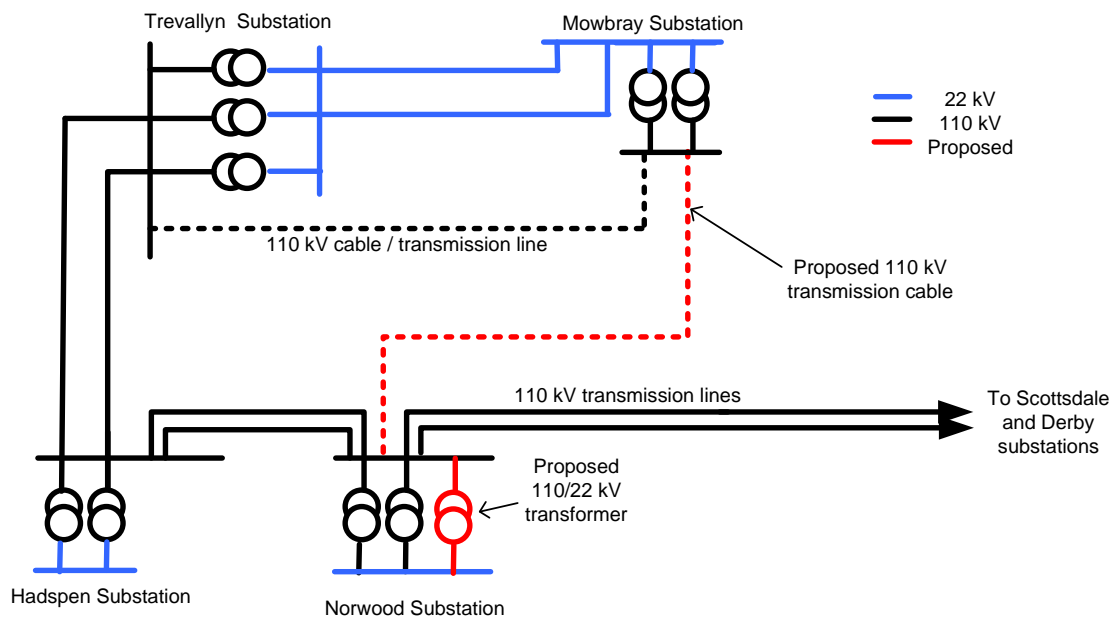 Trevallyn Substation
Mowbray Substation
22 kV
110 kV
Proposed
110 kV cable / transmission line
Proposed 110 kV
transmission cable
110 kV transmission lines
To Scottsdale
and Derby
substations
Proposed
110/22 kV
transformer
Hadspen Substation
Norwood Substation